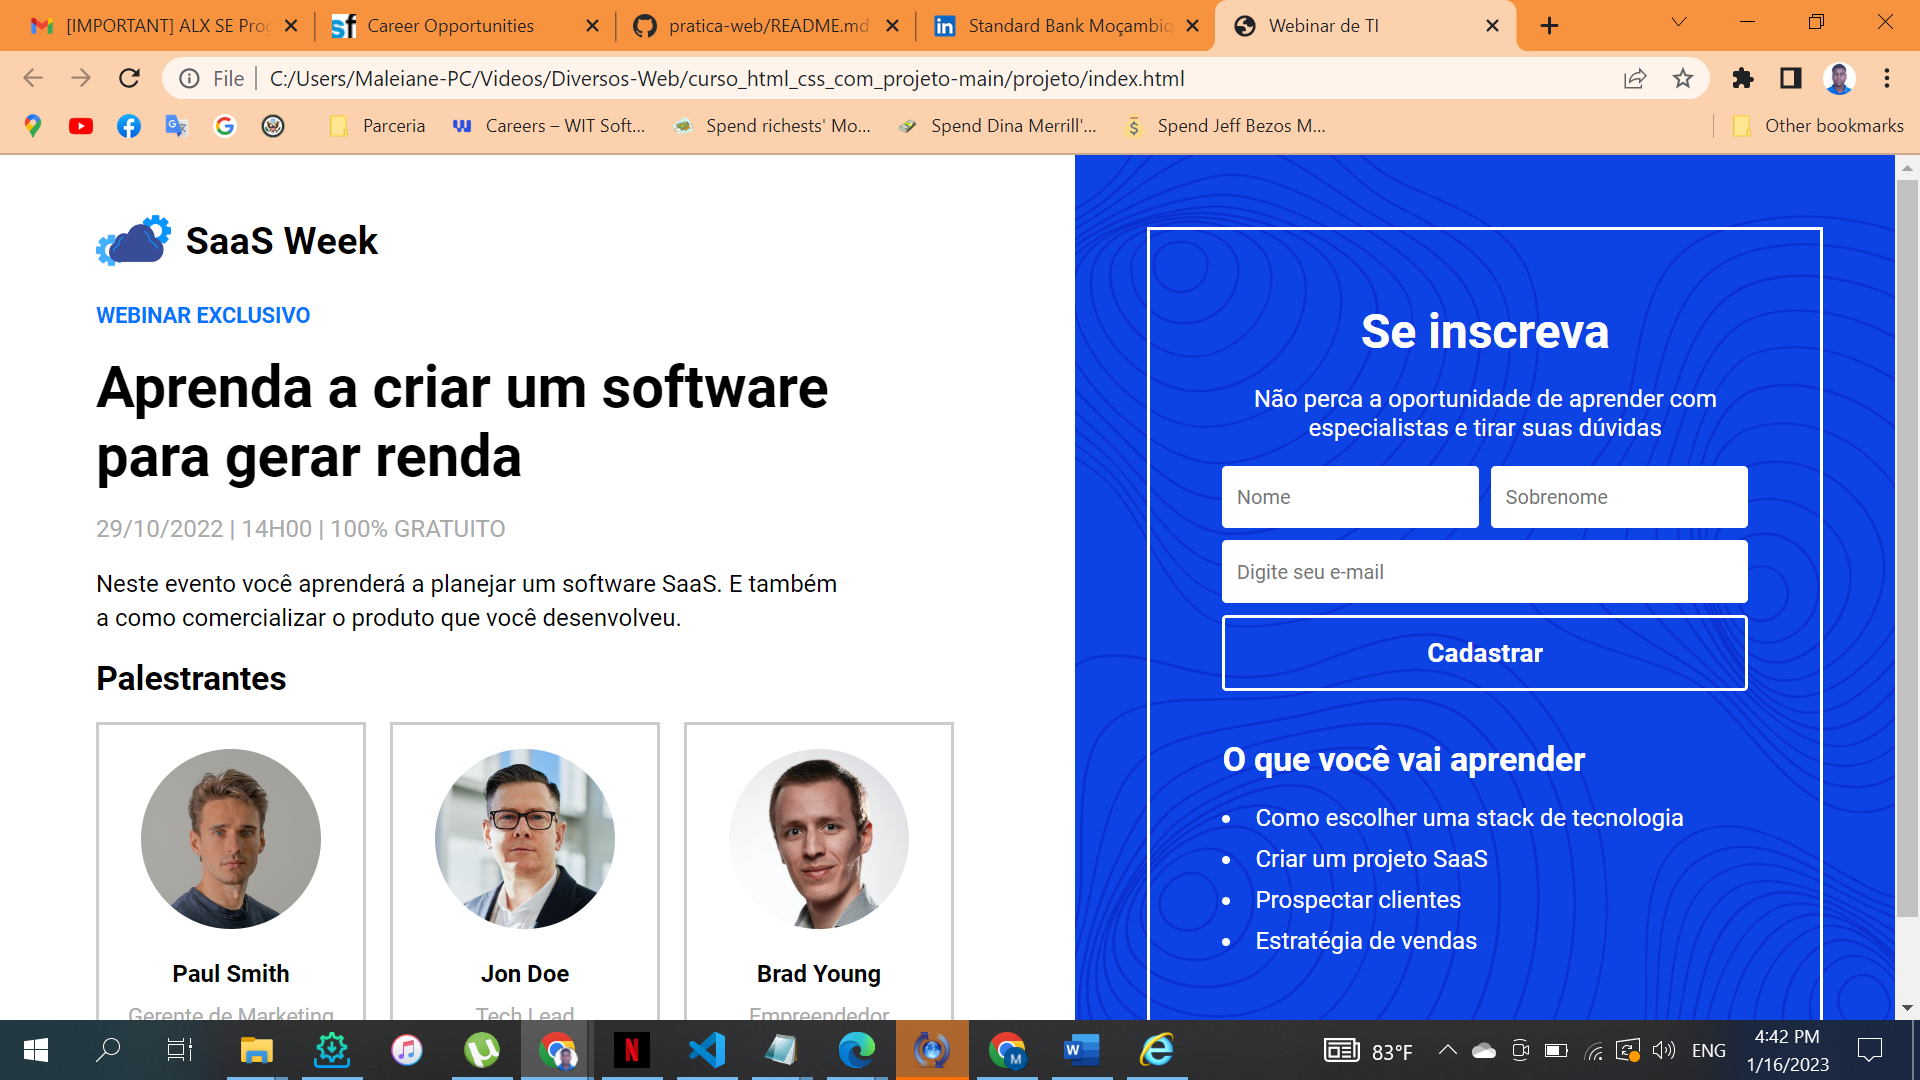 [IMPORTANT] ALX SE Prog
Career Opportunities
pratica-web/README.md
Standard Bank Moçambiq
Webinar de TI
File
C:/Users/Maleiane-PC/Videos/Diversos-Web/curso_html_css_com_projeto-main/projeto/index.html
Parceria
Careers – WIT Soft...
Spend richests' Mo...
Spend Dina Merrill'...
Spend Jeff Bezos M...
Other bookmarks
SaaS Week
WEBINAR EXCLUSIVO
Aprenda a criar um software
para gerar renda
29/10/2022 | 14H00 | 100% GRATUITO
Neste evento você aprenderá a planejar um software SaaS. E também
a como comercializar o produto que você desenvolveu.
Palestrantes
Paul Smith
Gerente de Marketing
Jon Doe
Tech Lead
Brad Young
Empreendedor
Se inscreva
Não perca a oportunidade de aprender com
especialistas e tirar suas dúvidas
Nome
Sobrenome
Digite seu e-mail
Cadastrar
O que você vai aprender
Como escolher uma stack de tecnologia
Criar um projeto SaaS
Prospectar clientes
Estratégia de vendas
83°F
ENG
4:42 PM
1/16/2023